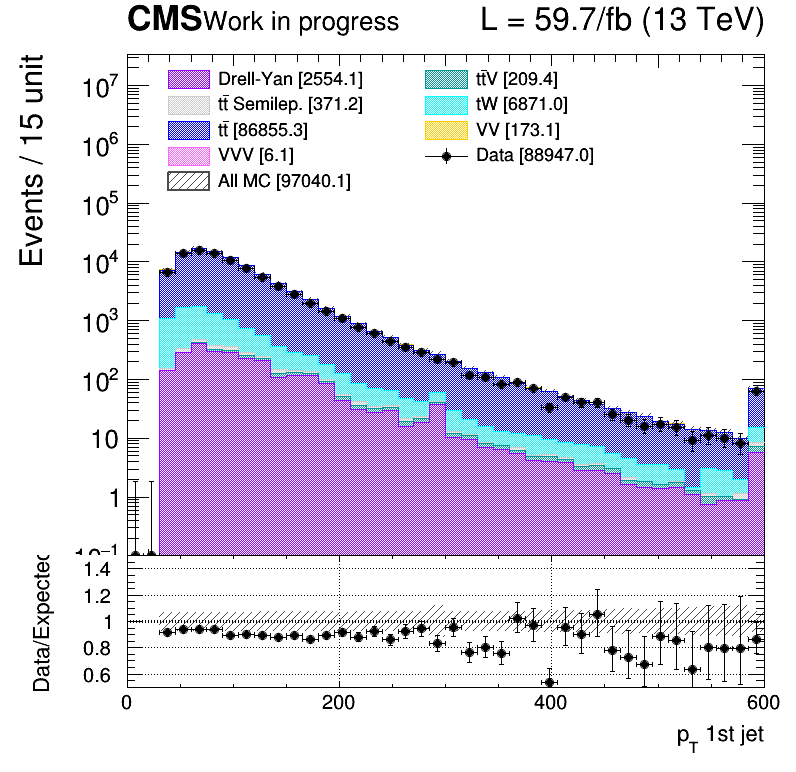 CMS Work in progress L = 59.7/fb (13 TeV)
Events / 15 unit
Drell-Yan [2554.1]
tt̄V [209.4]
tt̄ Semilep. [371.2]
tW [6871.0]
tt̄ [86855.3]
VV [173.1]
VVV [6.1]
Data [88947.0]
All MC [97040.1]
10⁷
10⁶
10⁵
10⁴
10³
10²
10
1
10⁻¹
Data/Expected
1.4
1.2
1
0.8
0.6
0 200 400 600
p_T 1st jet